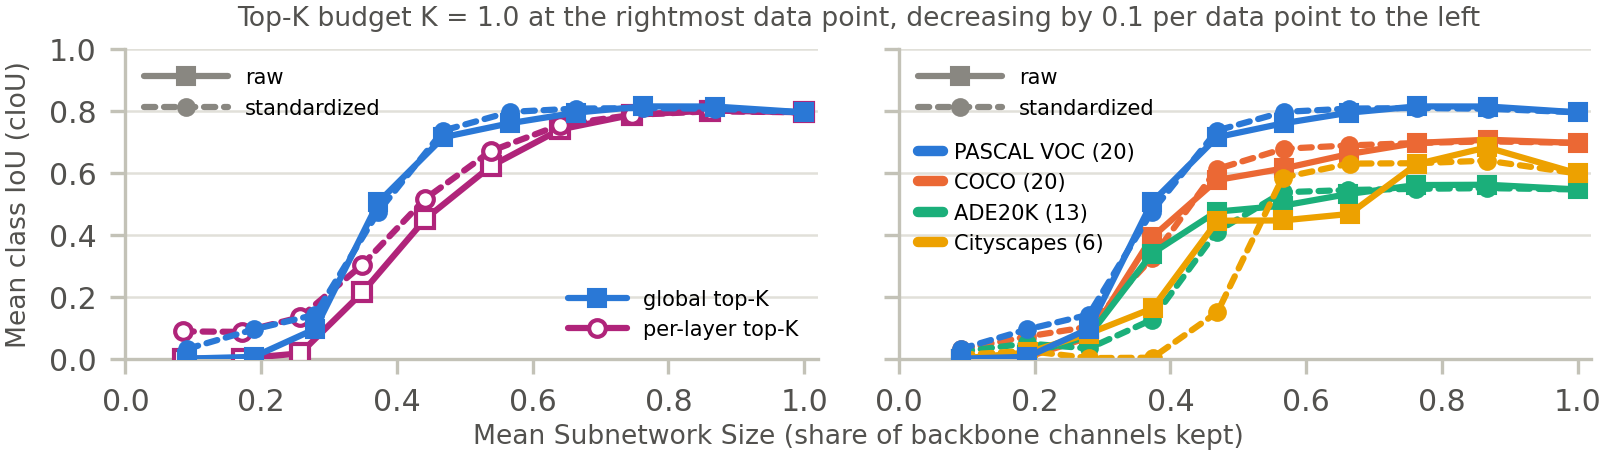 Top-K budget K = 1.0 at the rightmost data point, decreasing by 0.1 per data point to the left
Mean class IoU (cIoU)
1.0
0.8
0.6
0.4
0.2
0.0
raw
standardized
global top-K
per-layer top-K
0.0 0.2 0.4 0.6 0.8 1.0
raw
standardized
PASCAL VOC (20)
COCO (20)
ADE20K (13)
Cityscapes (6)
0.0 0.2 0.4 0.6 0.8 1.0
Mean Subnetwork Size (share of backbone channels kept)